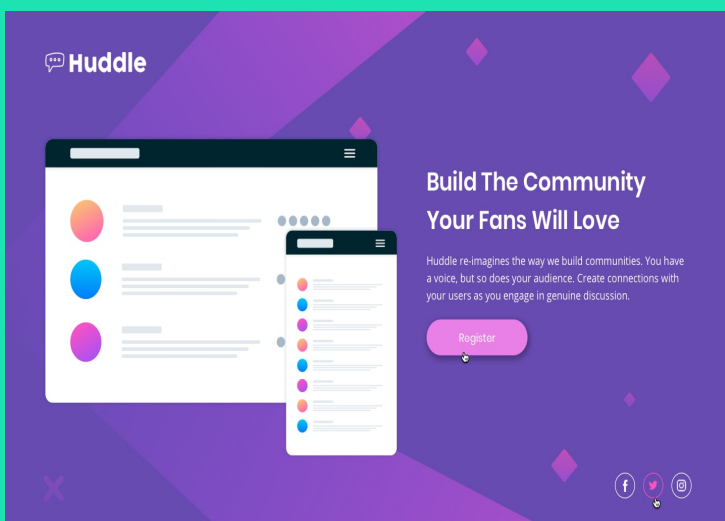 Huddle
Build The Community
Your Fans Will Love
Huddle re-imagines the way we build communities. You have
a voice, but so does your audience. Create connections with
your users as you engage in genuine discussion.
Register